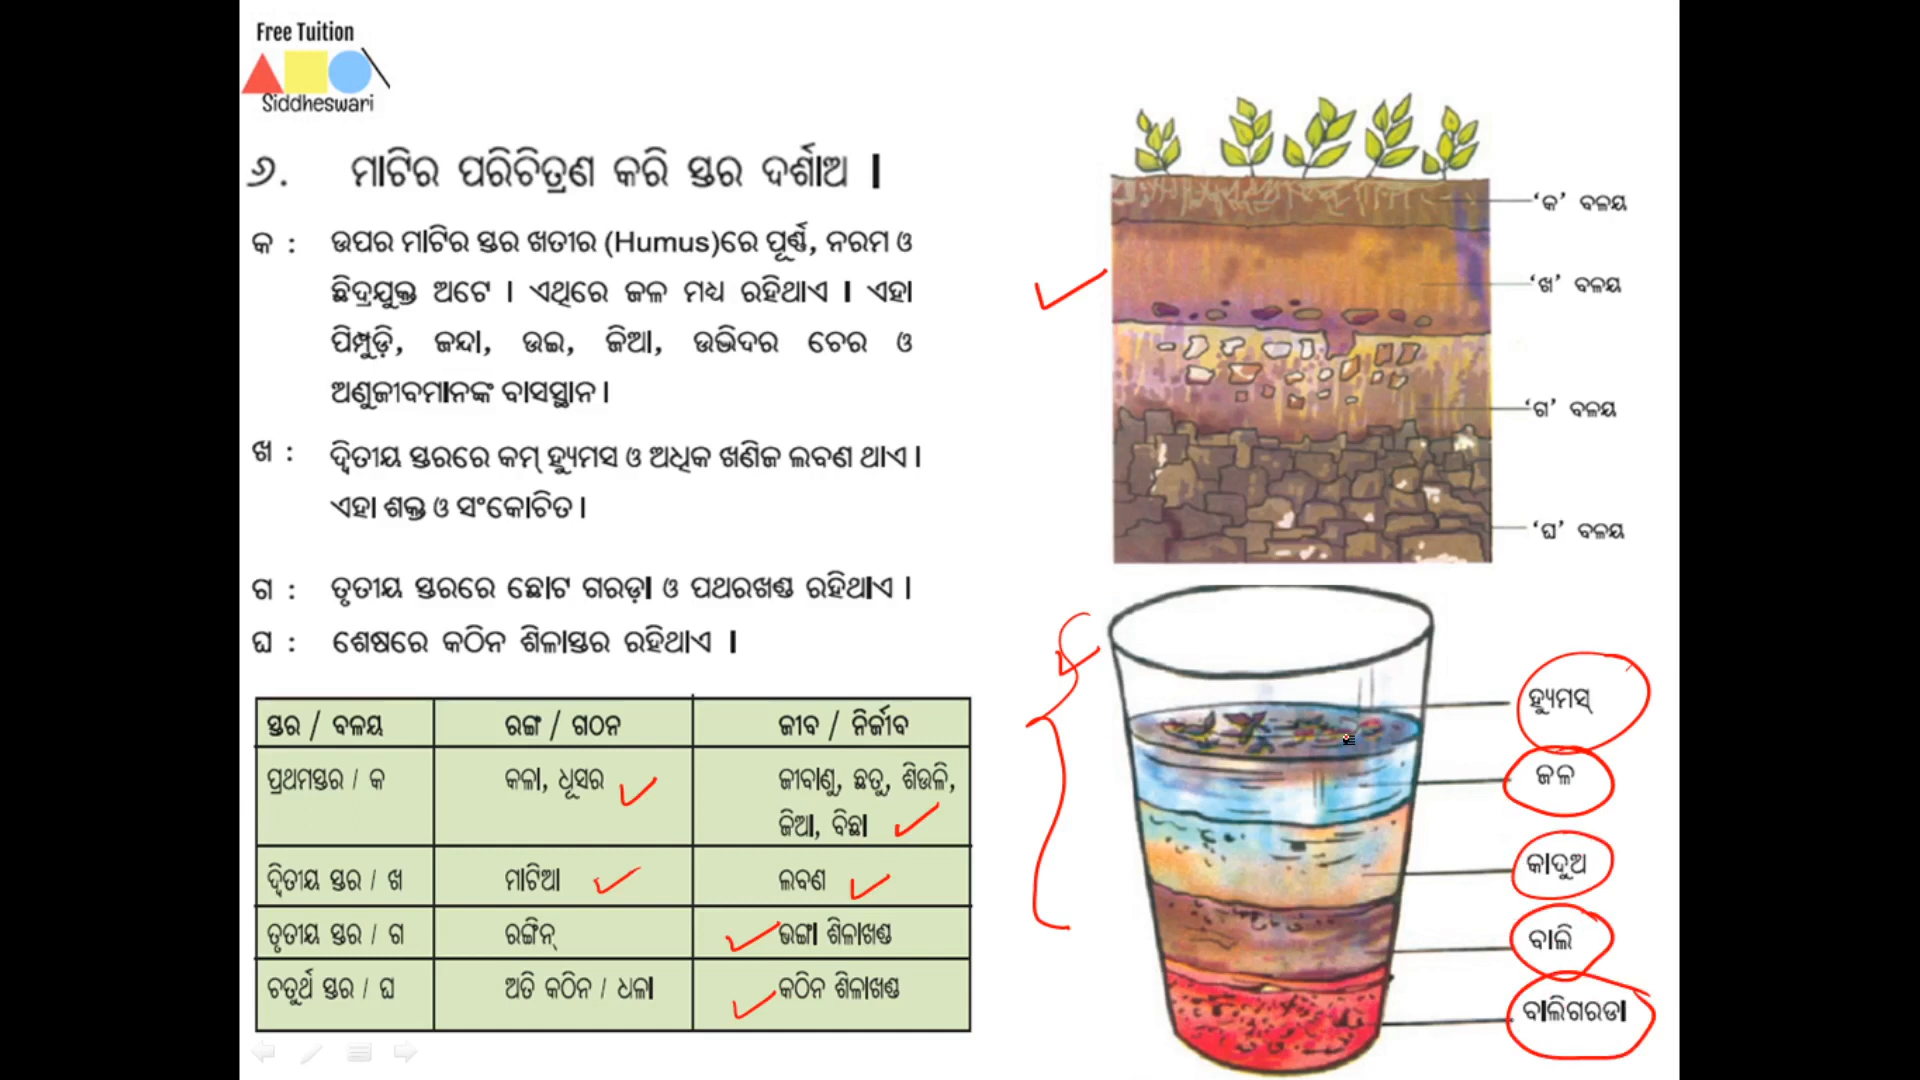 Free Tuition
Siddheswari
୬. ମାଟିର ପରିଚିତ୍ରଣ କରି ସ୍ତର ଦର୍ଶାଅ ।
କ : ଉପର ମାଟିର ସ୍ତର ଖତୀର (Humus)ରେ ପୂର୍ଣ୍ଣ, ନରମ ଓ
ଛିଦ୍ରଯୁକ୍ତ ଅଟେ । ଏଥିରେ ଜଳ ମଧ୍ୟ ରହିଥାଏ । ଏହା
ପିମ୍ପୁଡ଼ି, ଜନ୍ଦା, ଉଇ, ଜିଆ, ଉଦ୍ଭିଦର ଚେର ଓ
ଅଣୁଜୀବମାନଙ୍କ ବାସସ୍ଥାନ ।
ଖ : ଦ୍ୱିତୀୟ ସ୍ତରରେ କମ୍ ହ୍ୟୁମସ ଓ ଅଧିକ ଖଣିଜ ଲବଣ ଥାଏ ।
ଏହା ଶକ୍ତ ଓ ସଂକୋଚିତ ।
ଗ : ତୃତୀୟ ସ୍ତରରେ ଛୋଟ ଗରଡ଼ା ଓ ପଥରଖଣ୍ଡ ରହିଥାଏ ।
ଘ : ଶେଷରେ କଠିନ ଶିଳାସ୍ତର ରହିଥାଏ ।
ସ୍ତର / ବଳୟ ରଙ୍ଗ / ଗଠନ ଜୀବ / ନିର୍ଜୀବ
ପ୍ରଥମସ୍ତର / କ କଳା, ଧୂସର ଜୀବାଣୁ, ଛତୁ, ଶିଉଳି,
ଜିଆ, ବିଛା
ଦ୍ୱିତୀୟ ସ୍ତର / ଖ ମାଟିଆ ଲବଣ
ତୃତୀୟ ସ୍ତର / ଗ ରଙ୍ଗିନ୍ ଭଙ୍ଗା ଶିଳାଖଣ୍ଡ
ଚତୁର୍ଥ ସ୍ତର / ଘ ଅତି କଠିନ / ଧଳା କଠିନ ଶିଳାଖଣ୍ଡ
‘କ’ ବଳୟ
‘ଖ’ ବଳୟ
‘ଗ’ ବଳୟ
‘ଘ’ ବଳୟ
ହ୍ୟୁମସ୍
ଜଳ
କାଦୁଅ
ବାଲି
ବାଲିଗରଡା